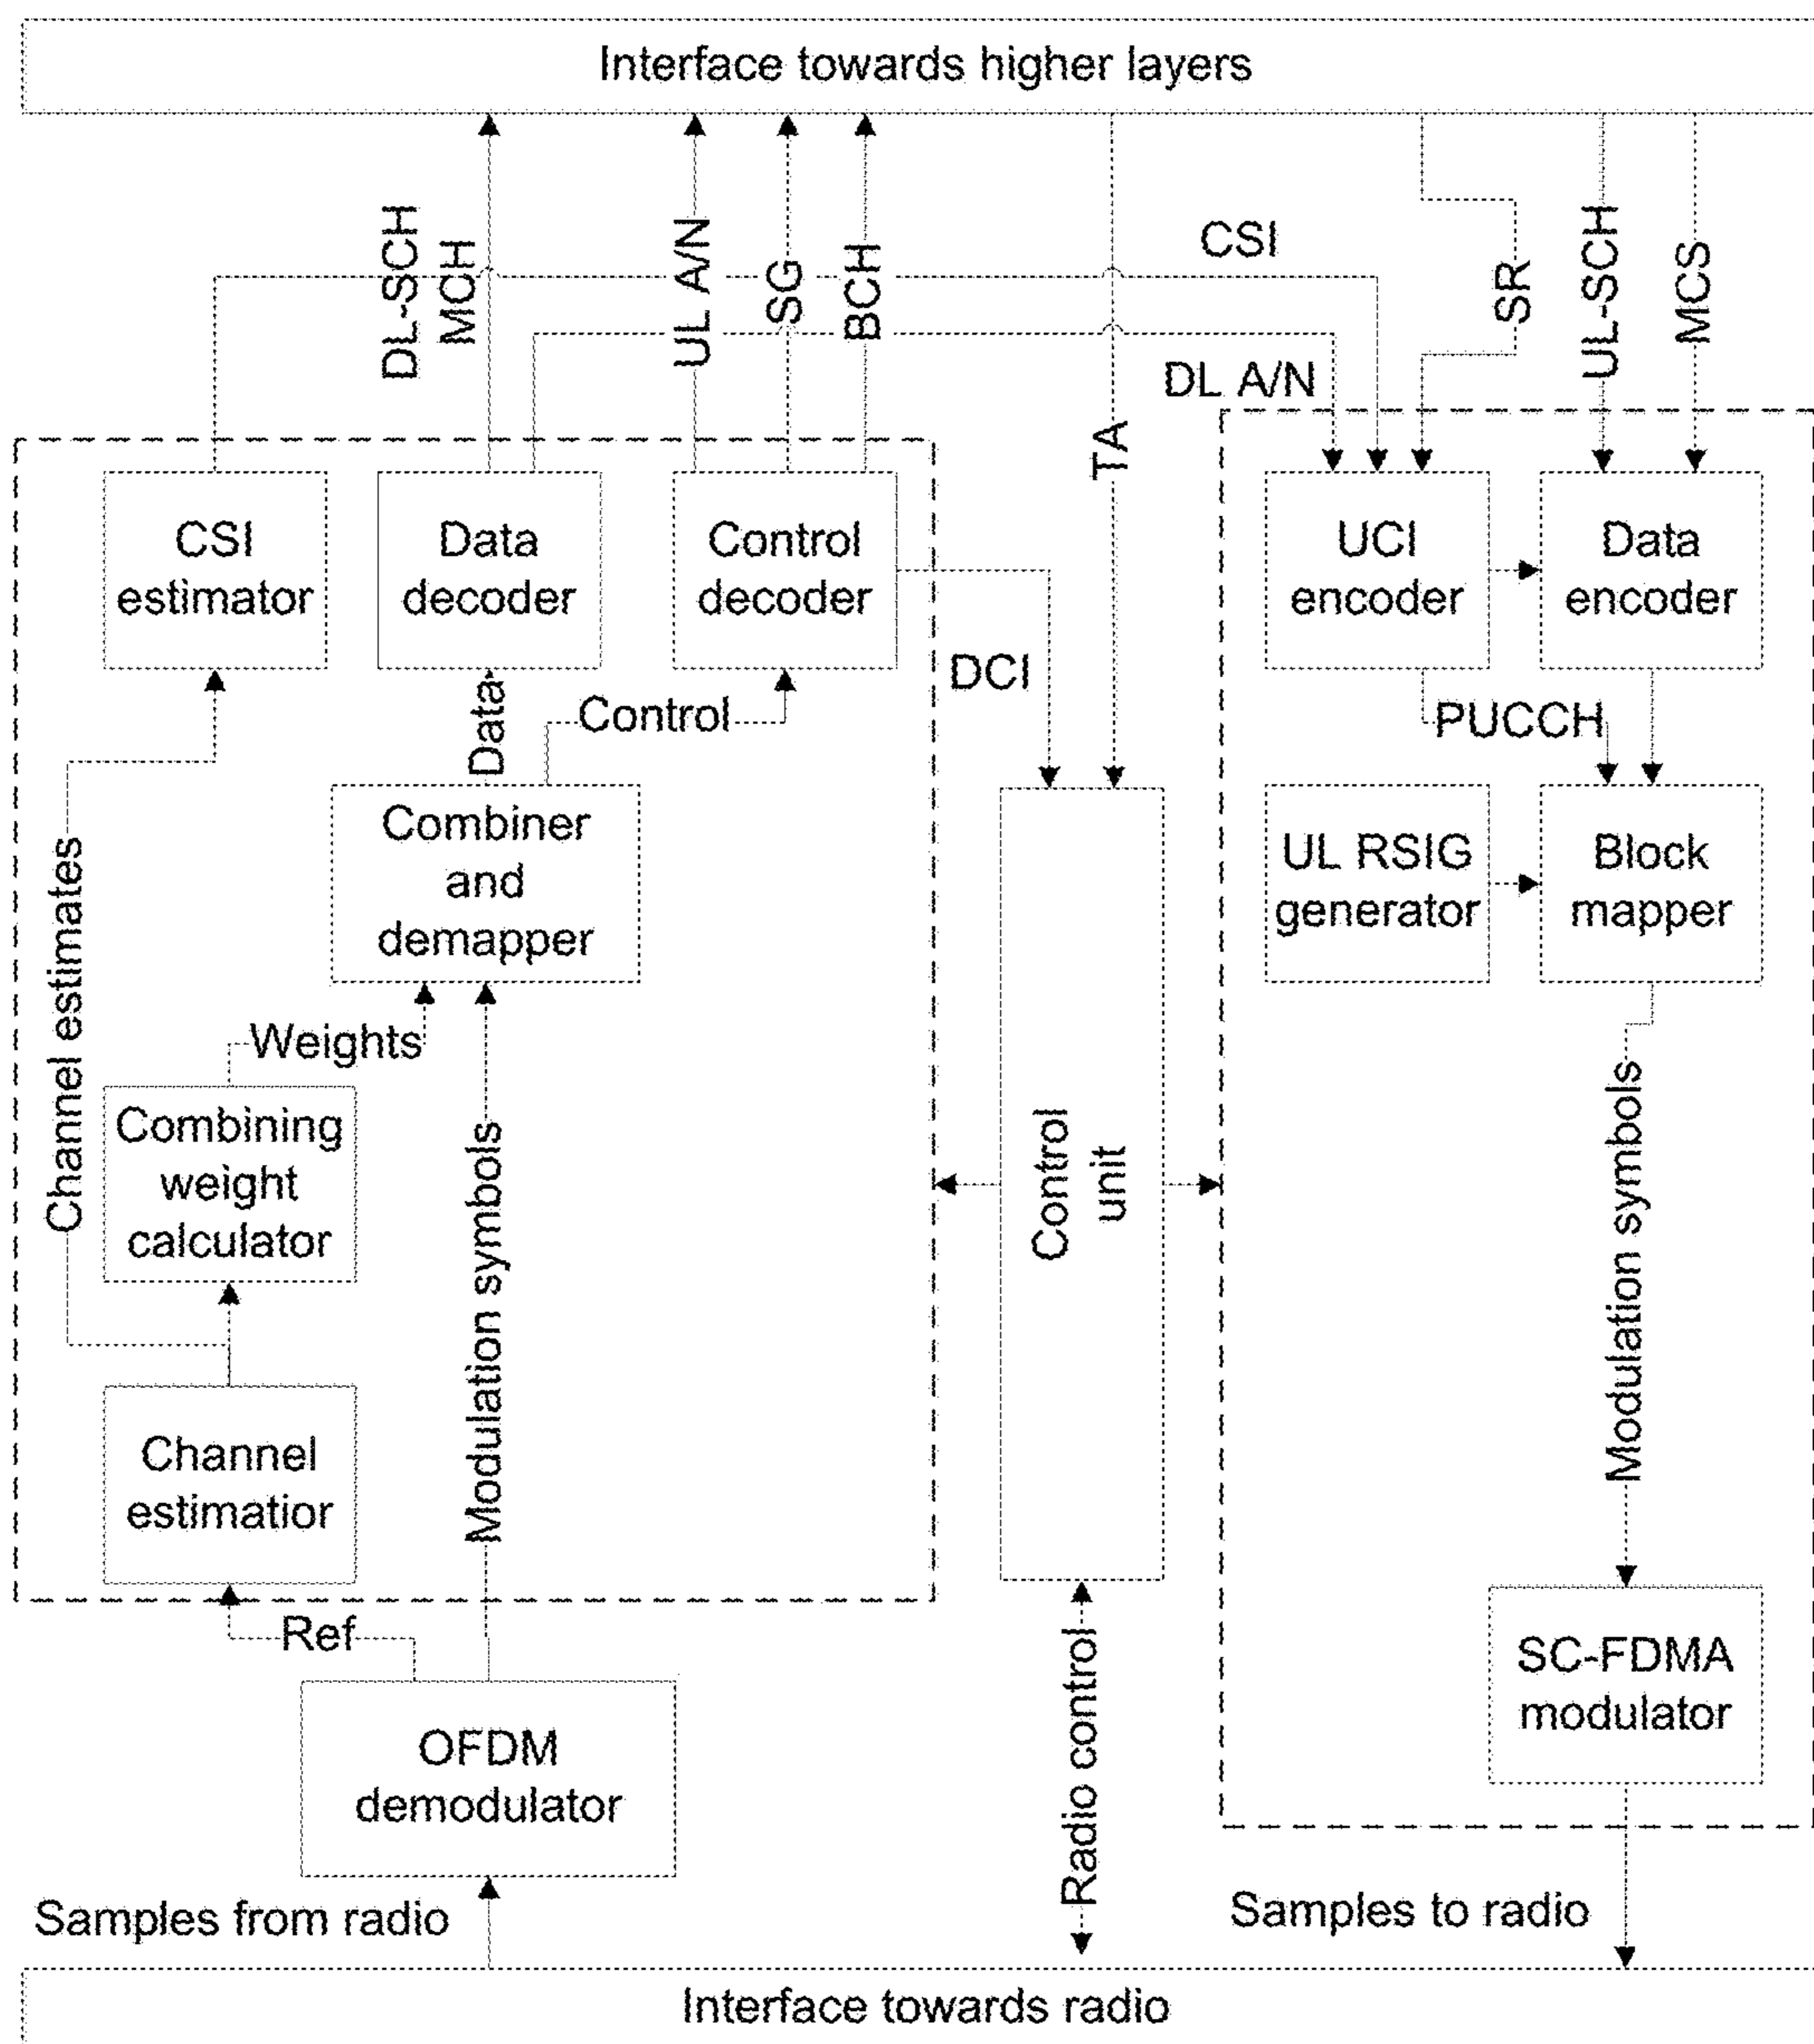 Interface towards higher layers
DL-SCH
MCH
UL A/N
SG
BCH
CSI
SR
UL-SCH
MCS
DL A/N
TA
CSI
estimator
Data
decoder
Control
decoder
UCI
encoder
Data
encoder
DCI
Data
Control
PUCCH
Combiner
and
demapper
UL RSIG
generator
Block
mapper
Channel estimates
Weights
Combining
weight
calculator
Modulation symbols
Control
unit
Modulation symbols
Channel
estimatior
Ref
SC-FDMA
modulator
OFDM
demodulator
Radio control
Samples from radio
Samples to radio
Interface towards radio